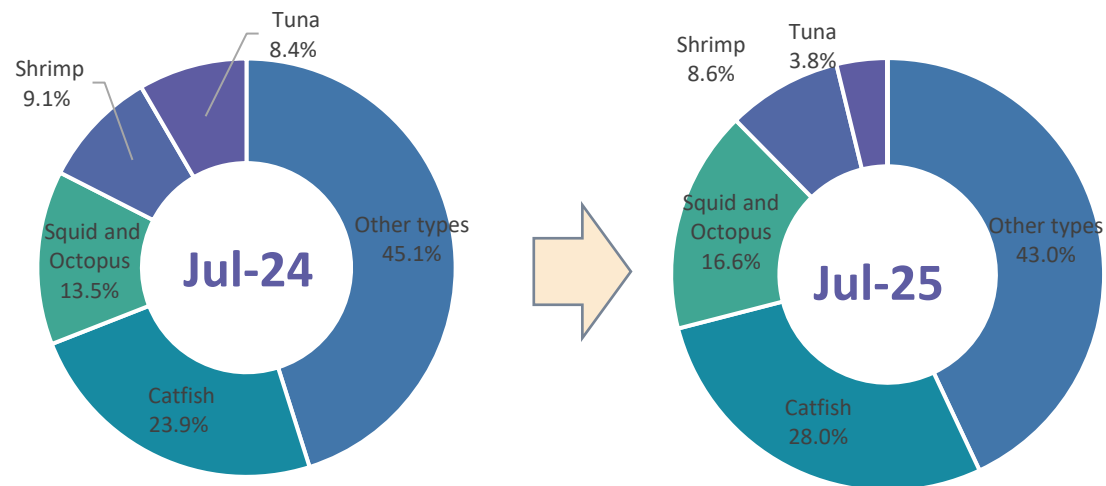 Tuna
8.4%
Shrimp
9.1%
Other types
45.1%
Squid and
Octopus
13.5%
Jul-24
Catfish
23.9%
Tuna
3.8%
Shrimp
8.6%
Squid and
Octopus
16.6%
Other types
43.0%
Jul-25
Catfish
28.0%